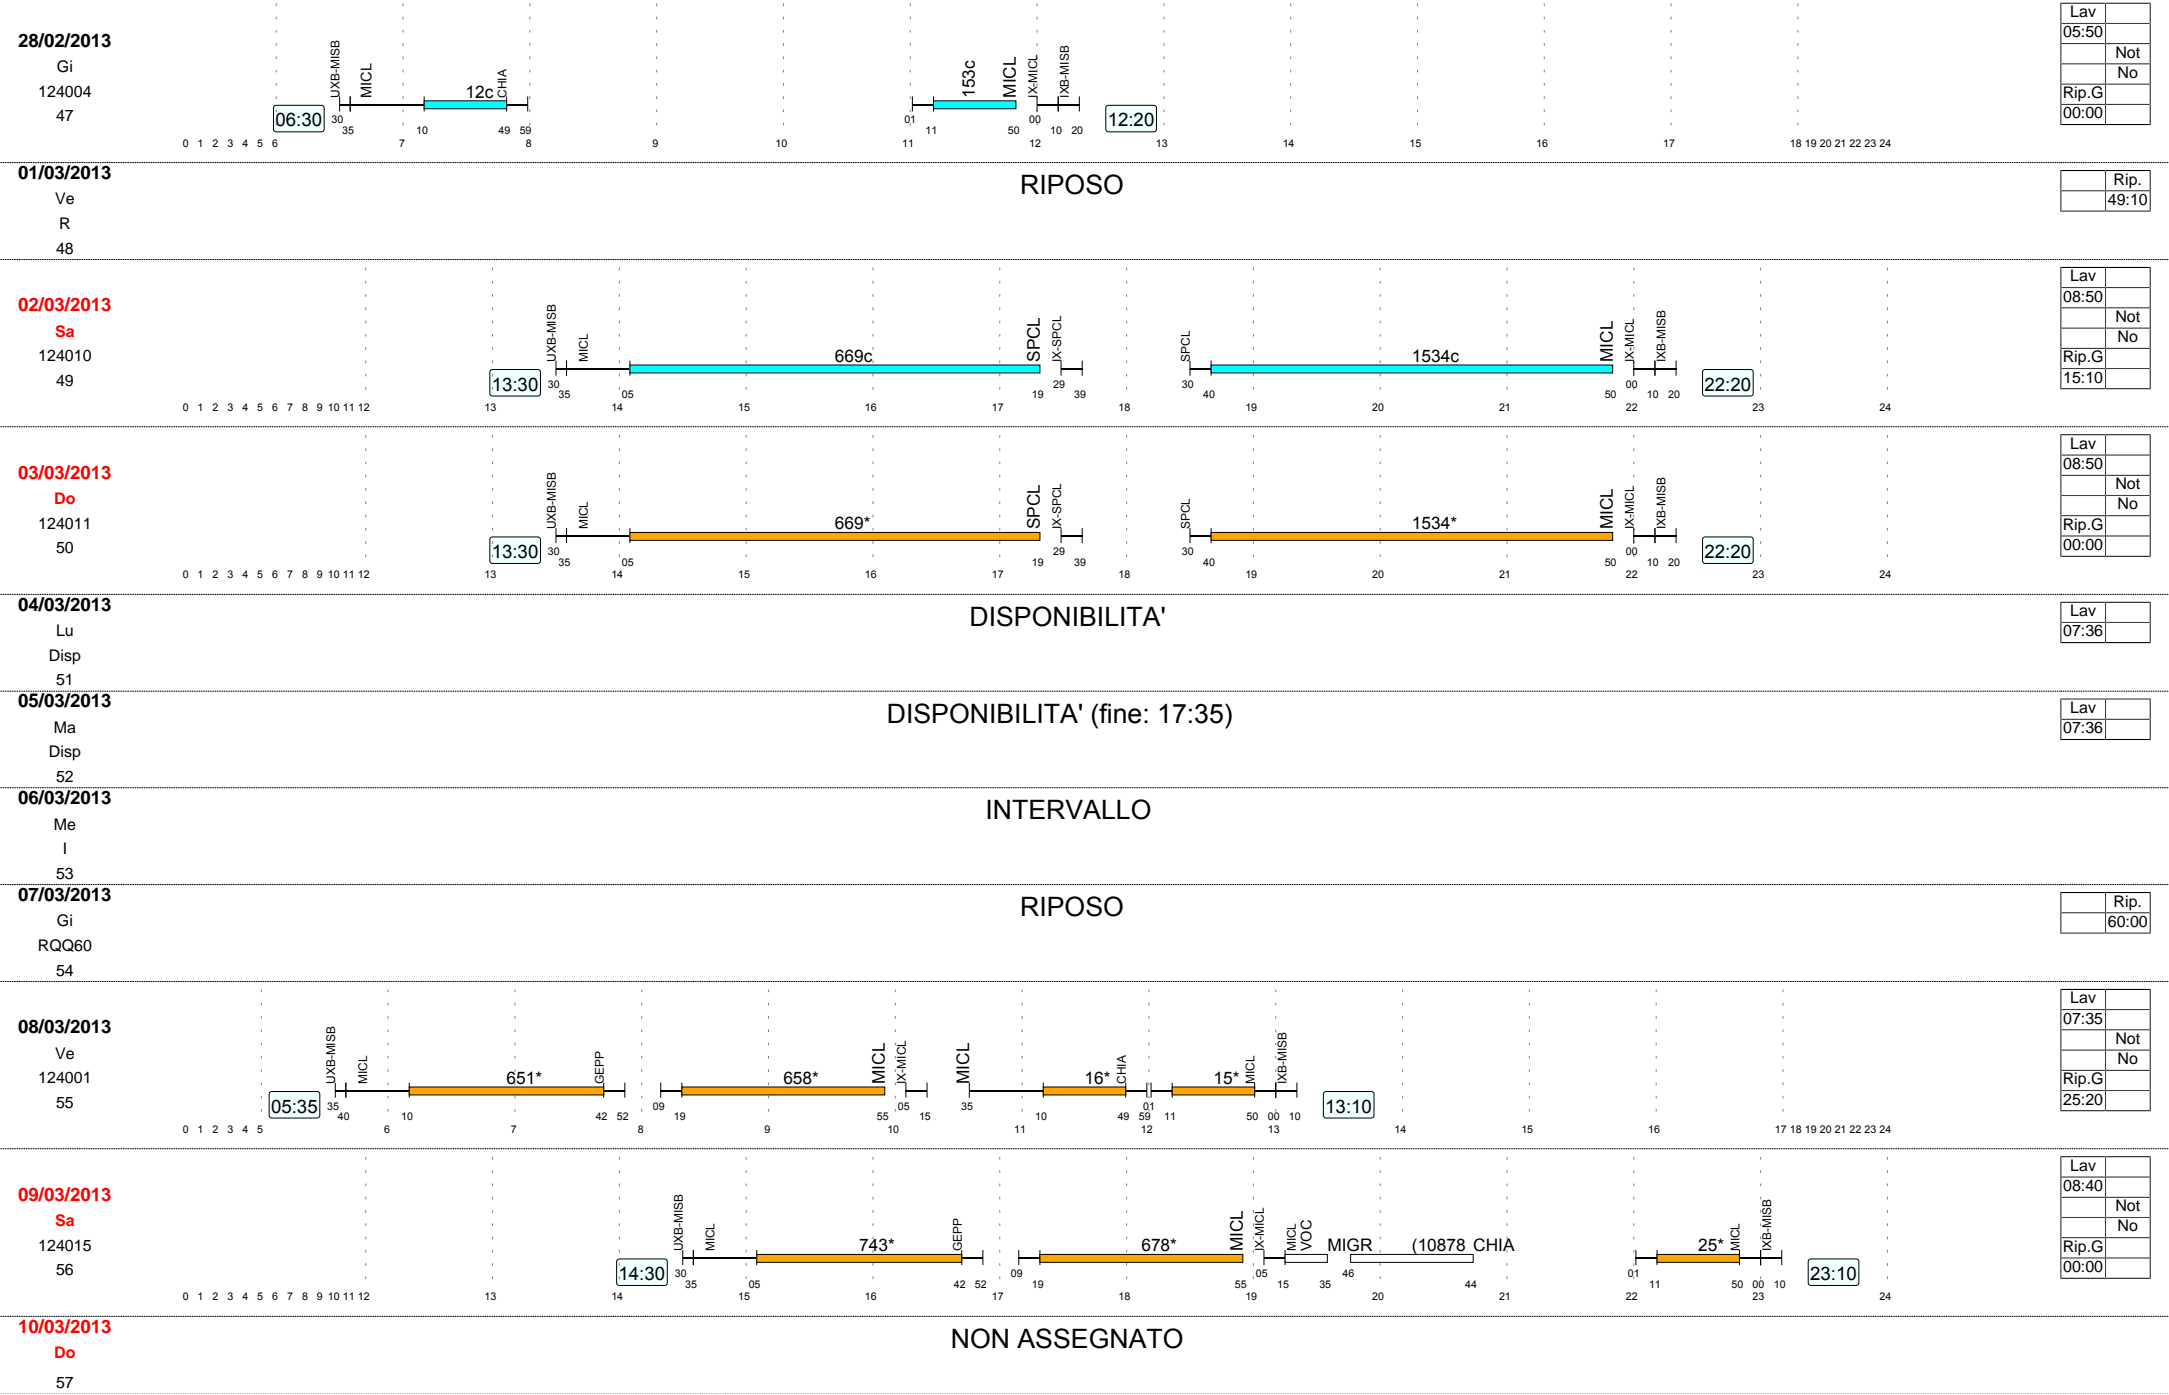 28/02/2013
Gi
124004
47
UXB-MISB MICL 12c CHIA 153c MICL IX-MICL IXB-MISB
06:30 30 35 10 49 59 01 11 50 00 10 20 12:20
0 1 2 3 4 5 6 7 8 9 10 11 12 13 14 15 16 17 18 19 20 21 22 23 24
Lav
05:50
Not
No
Rip.G
00:00
01/03/2013
Ve
R
48
RIPOSO
Rip.
49:10
02/03/2013
Sa
124010
49
UXB-MISB MICL 669c SPCL IX-SPCL SPCL 1534c MICL IX-MICL IXB-MISB
13:30 30 35 05 19 29 39 30 40 50 00 10 20 22:20
0 1 2 3 4 5 6 7 8 9 10 11 12 13 14 15 16 17 18 19 20 21 22 23 24
Lav
08:50
Not
No
Rip.G
15:10
03/03/2013
Do
124011
50
UXB-MISB MICL 669* SPCL IX-SPCL SPCL 1534* MICL IX-MICL IXB-MISB
13:30 30 35 05 19 29 39 30 40 50 00 10 20 22:20
0 1 2 3 4 5 6 7 8 9 10 11 12 13 14 15 16 17 18 19 20 21 22 23 24
Lav
08:50
Not
No
Rip.G
00:00
04/03/2013
Lu
Disp
51
DISPONIBILITA'
Lav
07:36
05/03/2013
Ma
Disp
52
DISPONIBILITA' (fine: 17:35)
Lav
07:36
06/03/2013
Me
I
53
INTERVALLO
07/03/2013
Gi
RQQ60
54
RIPOSO
Rip.
60:00
08/03/2013
Ve
124001
55
UXB-MISB MICL 651* GEPP 658* MICL IX-MICL MICL 16* CHIA 15* MICL IXB-MISB
05:35 35 40 10 42 52 09 19 55 05 15 35 10 49 59 01 11 50 00 10 13:10
0 1 2 3 4 5 6 7 8 9 10 11 12 13 14 15 16 17 18 19 20 21 22 23 24
Lav
07:35
Not
No
Rip.G
25:20
09/03/2013
Sa
124015
56
UXB-MISB MICL 743* GEPP 678* MICL IX-MICL MICL VOC MIGR (10878 CHIA 25* MICL IXB-MISB
14:30 30 35 05 42 52 09 19 55 05 15 35 46 44 01 11 50 00 10 23:10
0 1 2 3 4 5 6 7 8 9 10 11 12 13 14 15 16 17 18 19 20 21 22 23 24
Lav
08:40
Not
No
Rip.G
00:00
10/03/2013
Do
57
NON ASSEGNATO